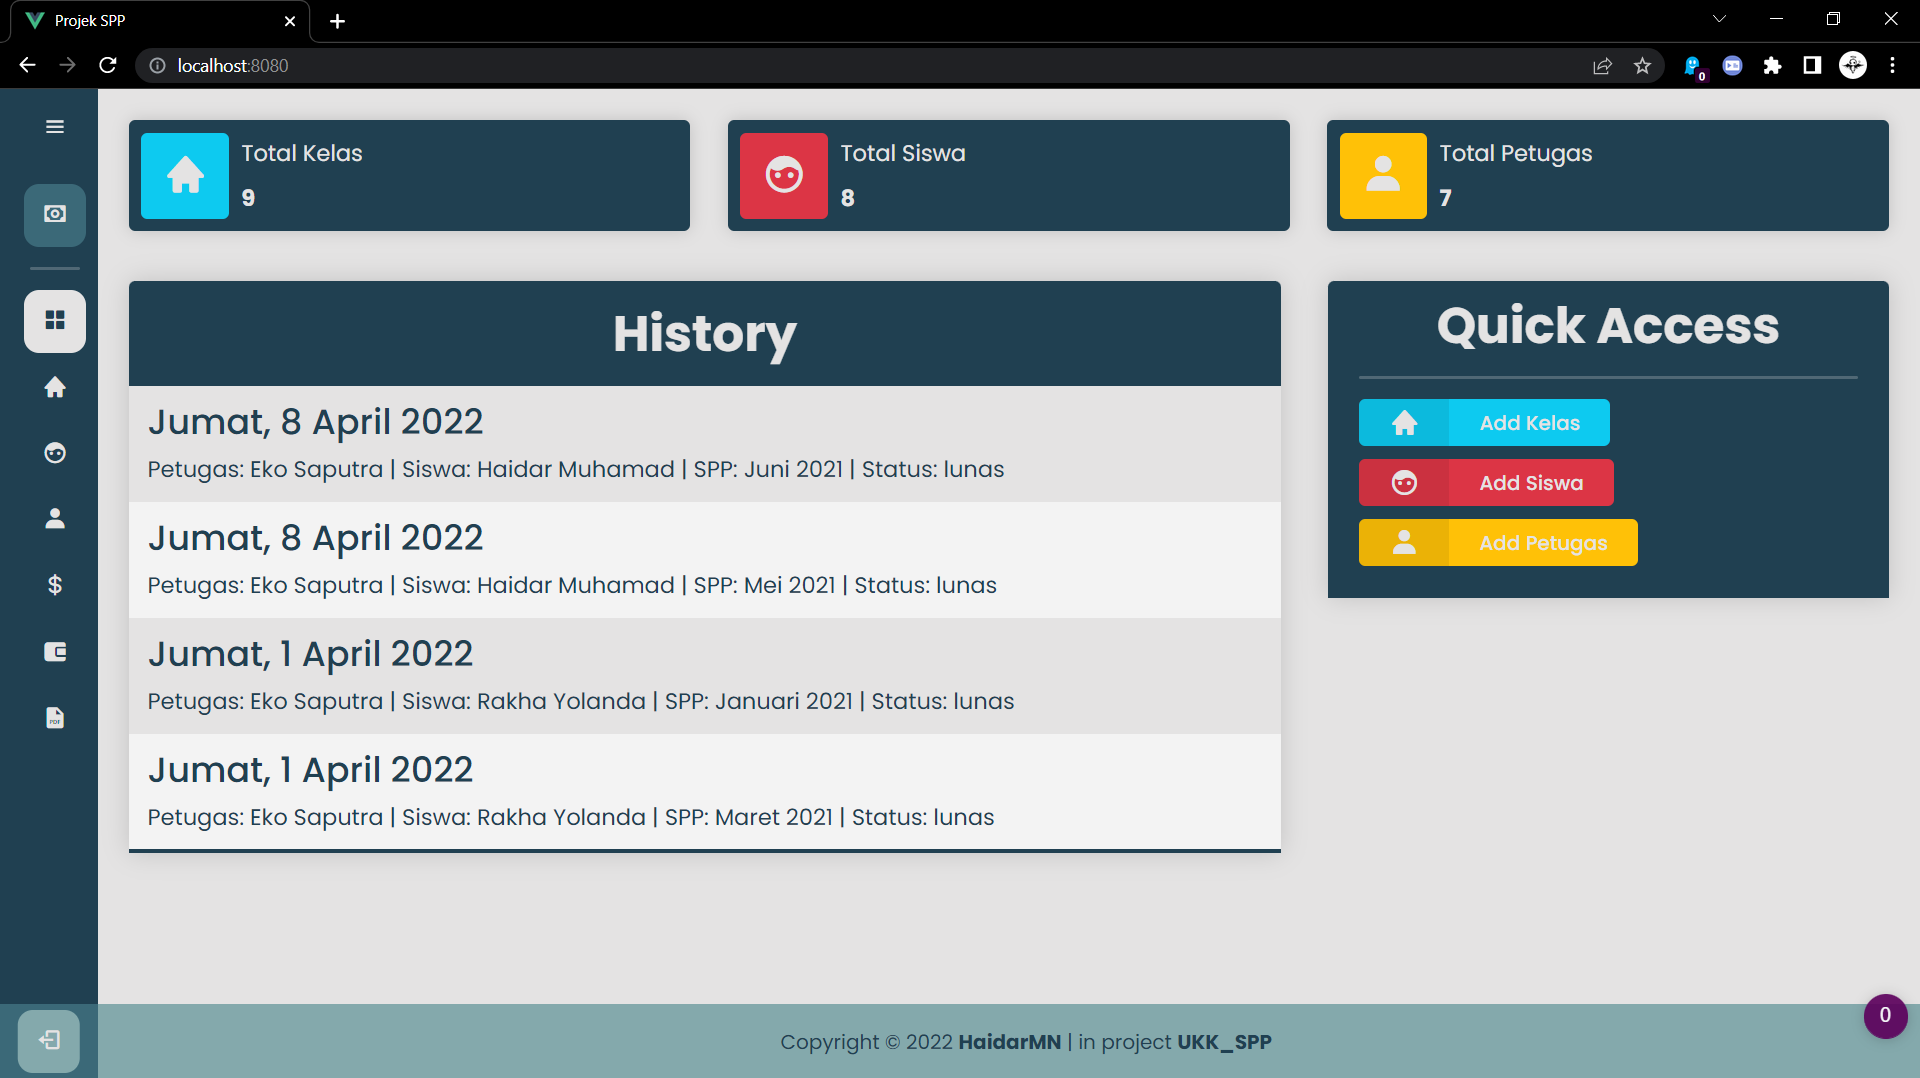 Projek SPP
localhost:8080
0
Total Kelas
9
Total Siswa
8
Total Petugas
7
History
Jumat, 8 April 2022
Petugas: Eko Saputra | Siswa: Haidar Muhamad | SPP: Juni 2021 | Status: lunas
Jumat, 8 April 2022
Petugas: Eko Saputra | Siswa: Haidar Muhamad | SPP: Mei 2021 | Status: lunas
Jumat, 1 April 2022
Petugas: Eko Saputra | Siswa: Rakha Yolanda | SPP: Januari 2021 | Status: lunas
Jumat, 1 April 2022
Petugas: Eko Saputra | Siswa: Rakha Yolanda | SPP: Maret 2021 | Status: lunas
Quick Access
Add Kelas
Add Siswa
Add Petugas
PDF
Copyright © 2022 HaidarMN | in project UKK_SPP
0